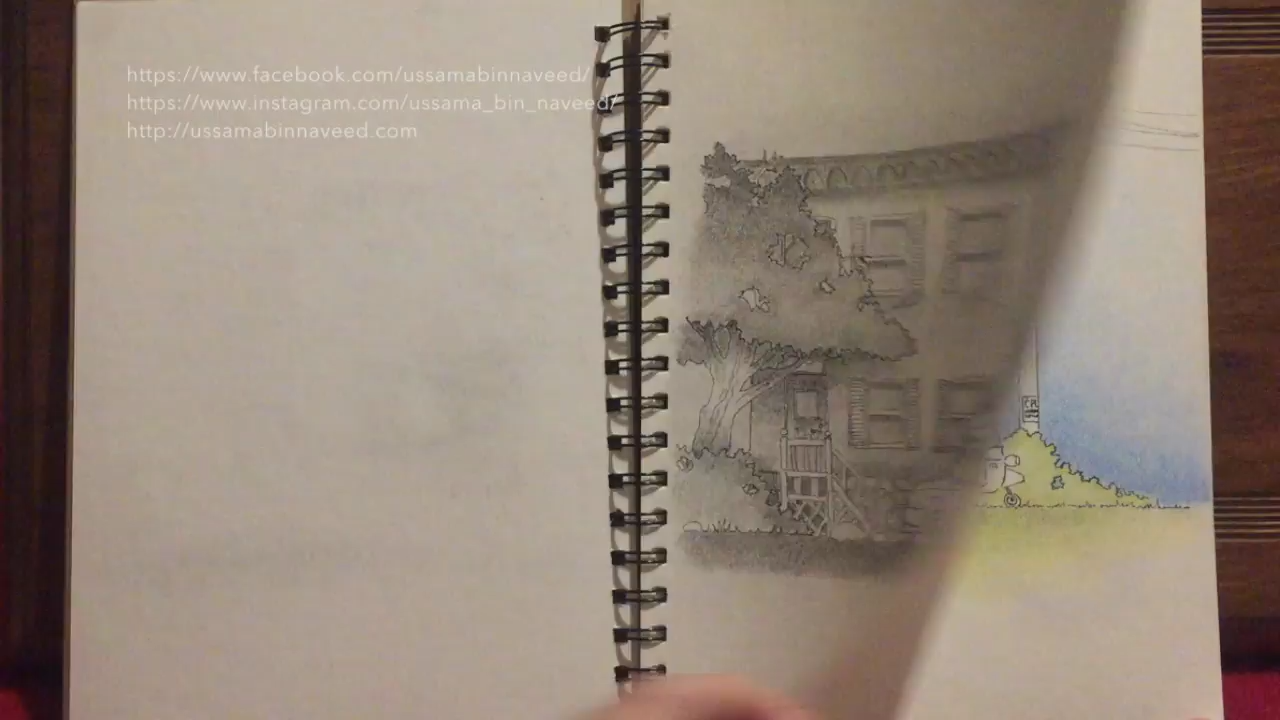 https://www.facebook.com/ussamabinnaveed/
https://www.instagram.com/ussama_bin_naveed/
http://ussamabinnaveed.com